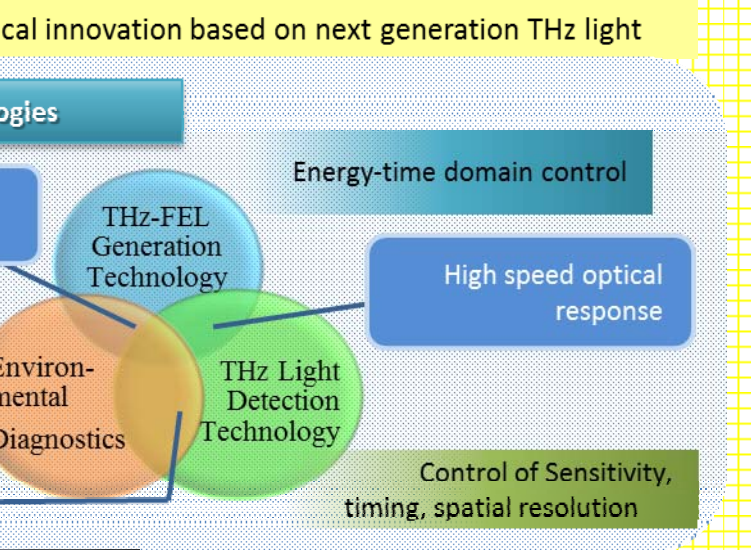 cal innovation based on next generation THz light
ogies
Energy-time domain control
THz-FEL
Generation
Technology
High speed optical
response
Environ-
mental
Diagnostics
THz Light
Detection
Technology
Control of Sensitivity,
timing, spatial resolution